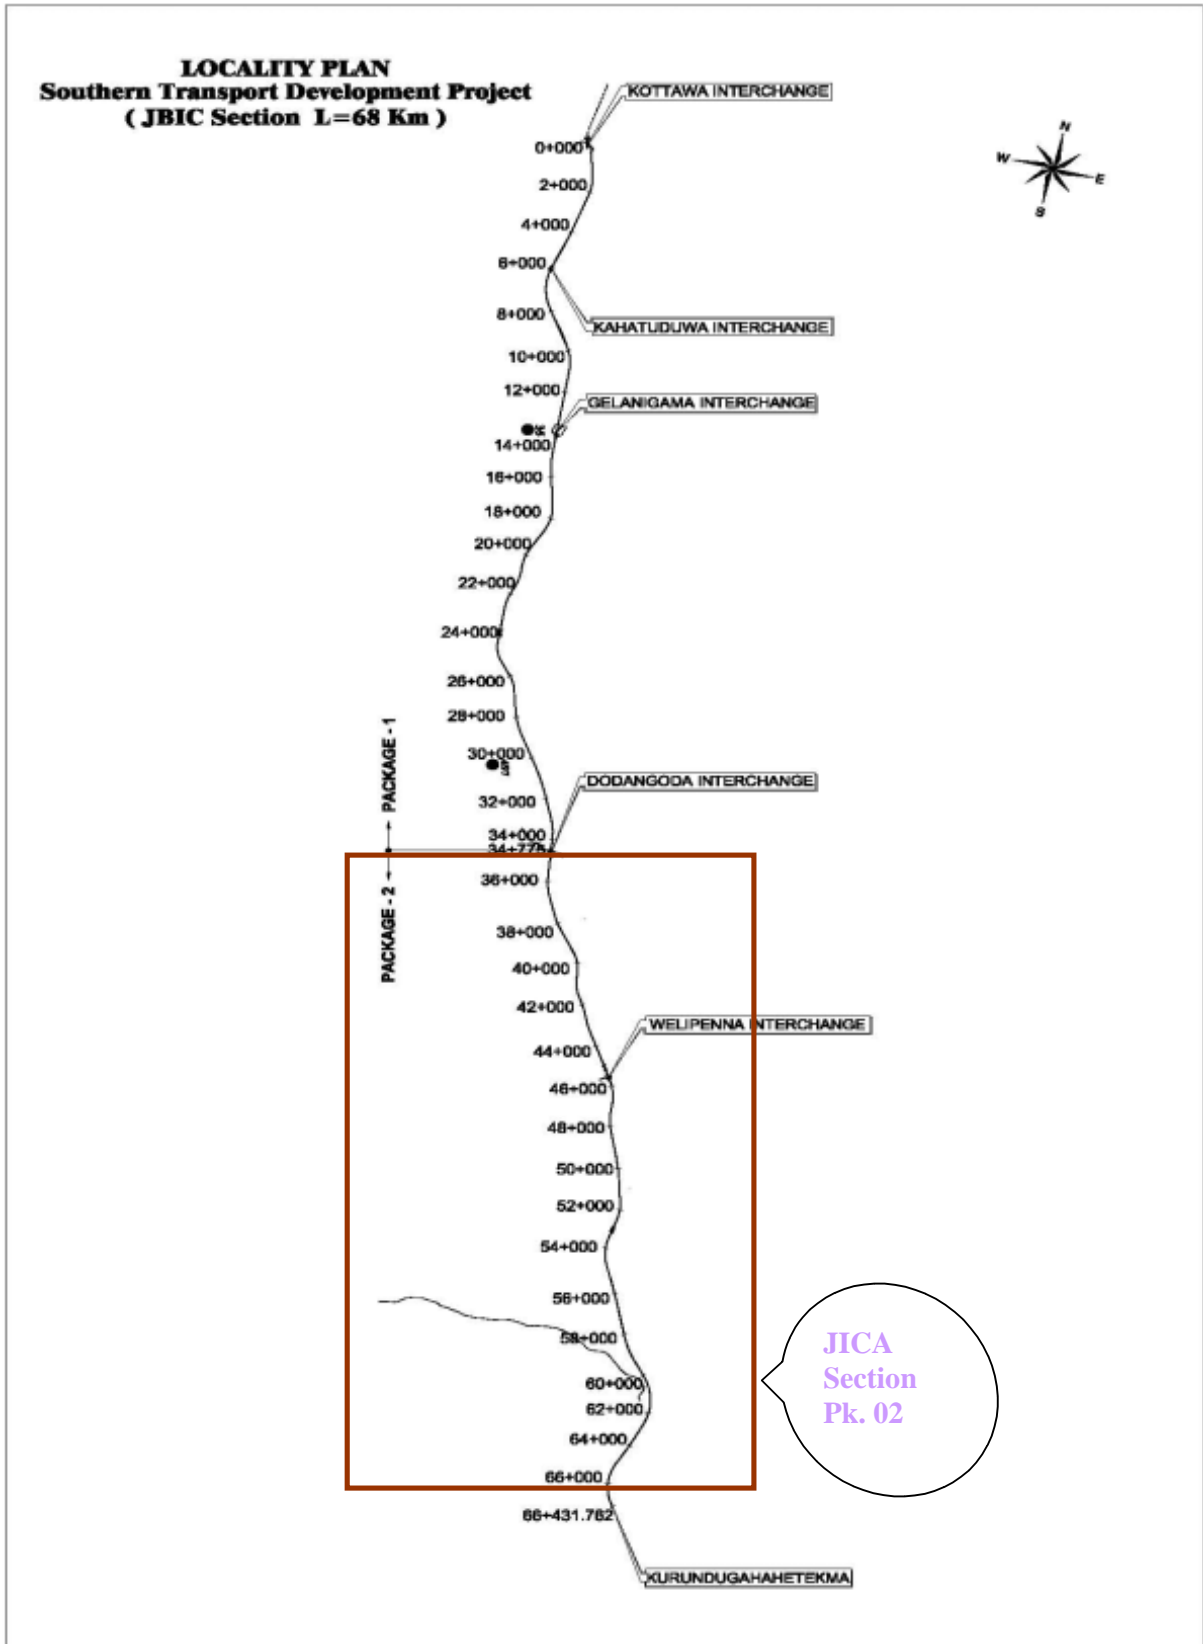 LOCALITY PLAN
Southern Transport Development Project
( JBIC Section L=68 Km )
KOTTAWA INTERCHANGE
N
W
E
S
0+000
2+000
4+000
6+000
8+000
KAHATUDUWA INTERCHANGE
10+000
12+000
GELANIGAMA INTERCHANGE
14+000
16+000
18+000
20+000
22+000
24+000
26+000
28+000
30+000
PACKAGE - 1
DODANGODA INTERCHANGE
32+000
34+000
34+775
36+000
PACKAGE - 2
38+000
40+000
42+000
WELIPENNA INTERCHANGE
44+000
46+000
48+000
50+000
52+000
54+000
56+000
58+000
JICA
Section
Pk. 02
60+000
62+000
64+000
66+000
66+431.762
KURUNDUGAHAHETEKMA